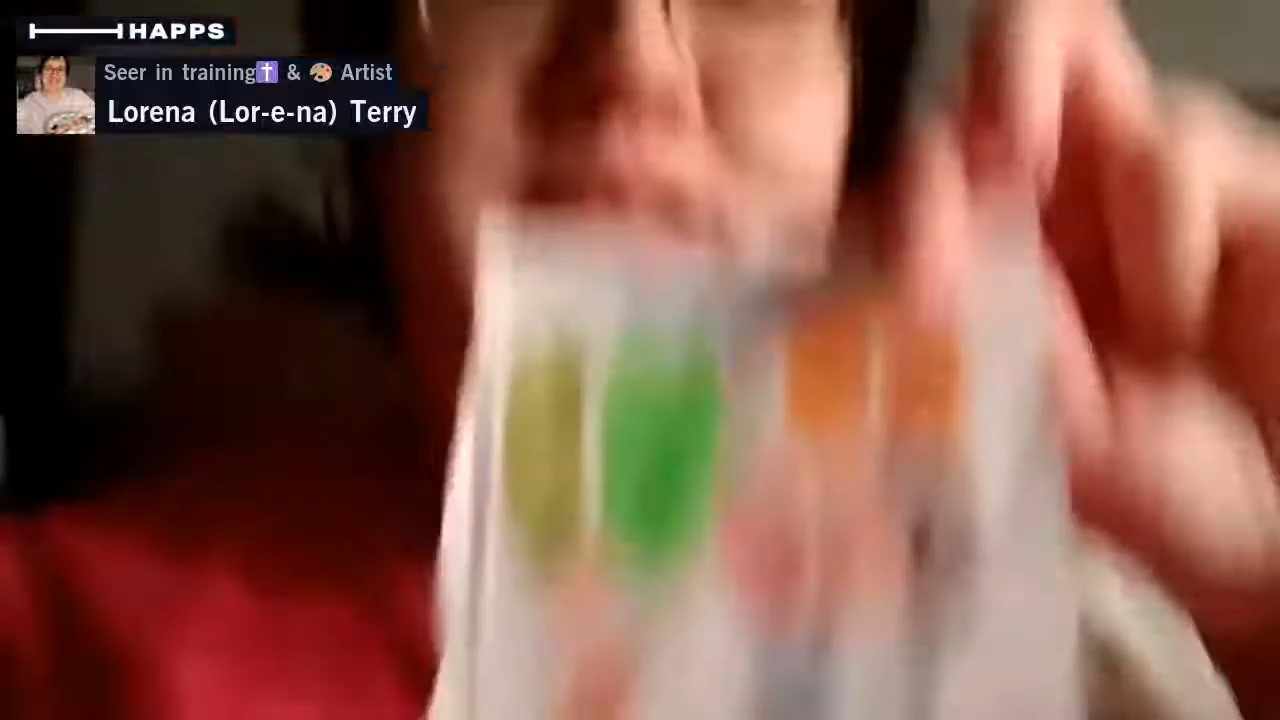 HAPPS
Seer in training✝️ & 🎨 Artist
Lorena (Lor-e-na) Terry